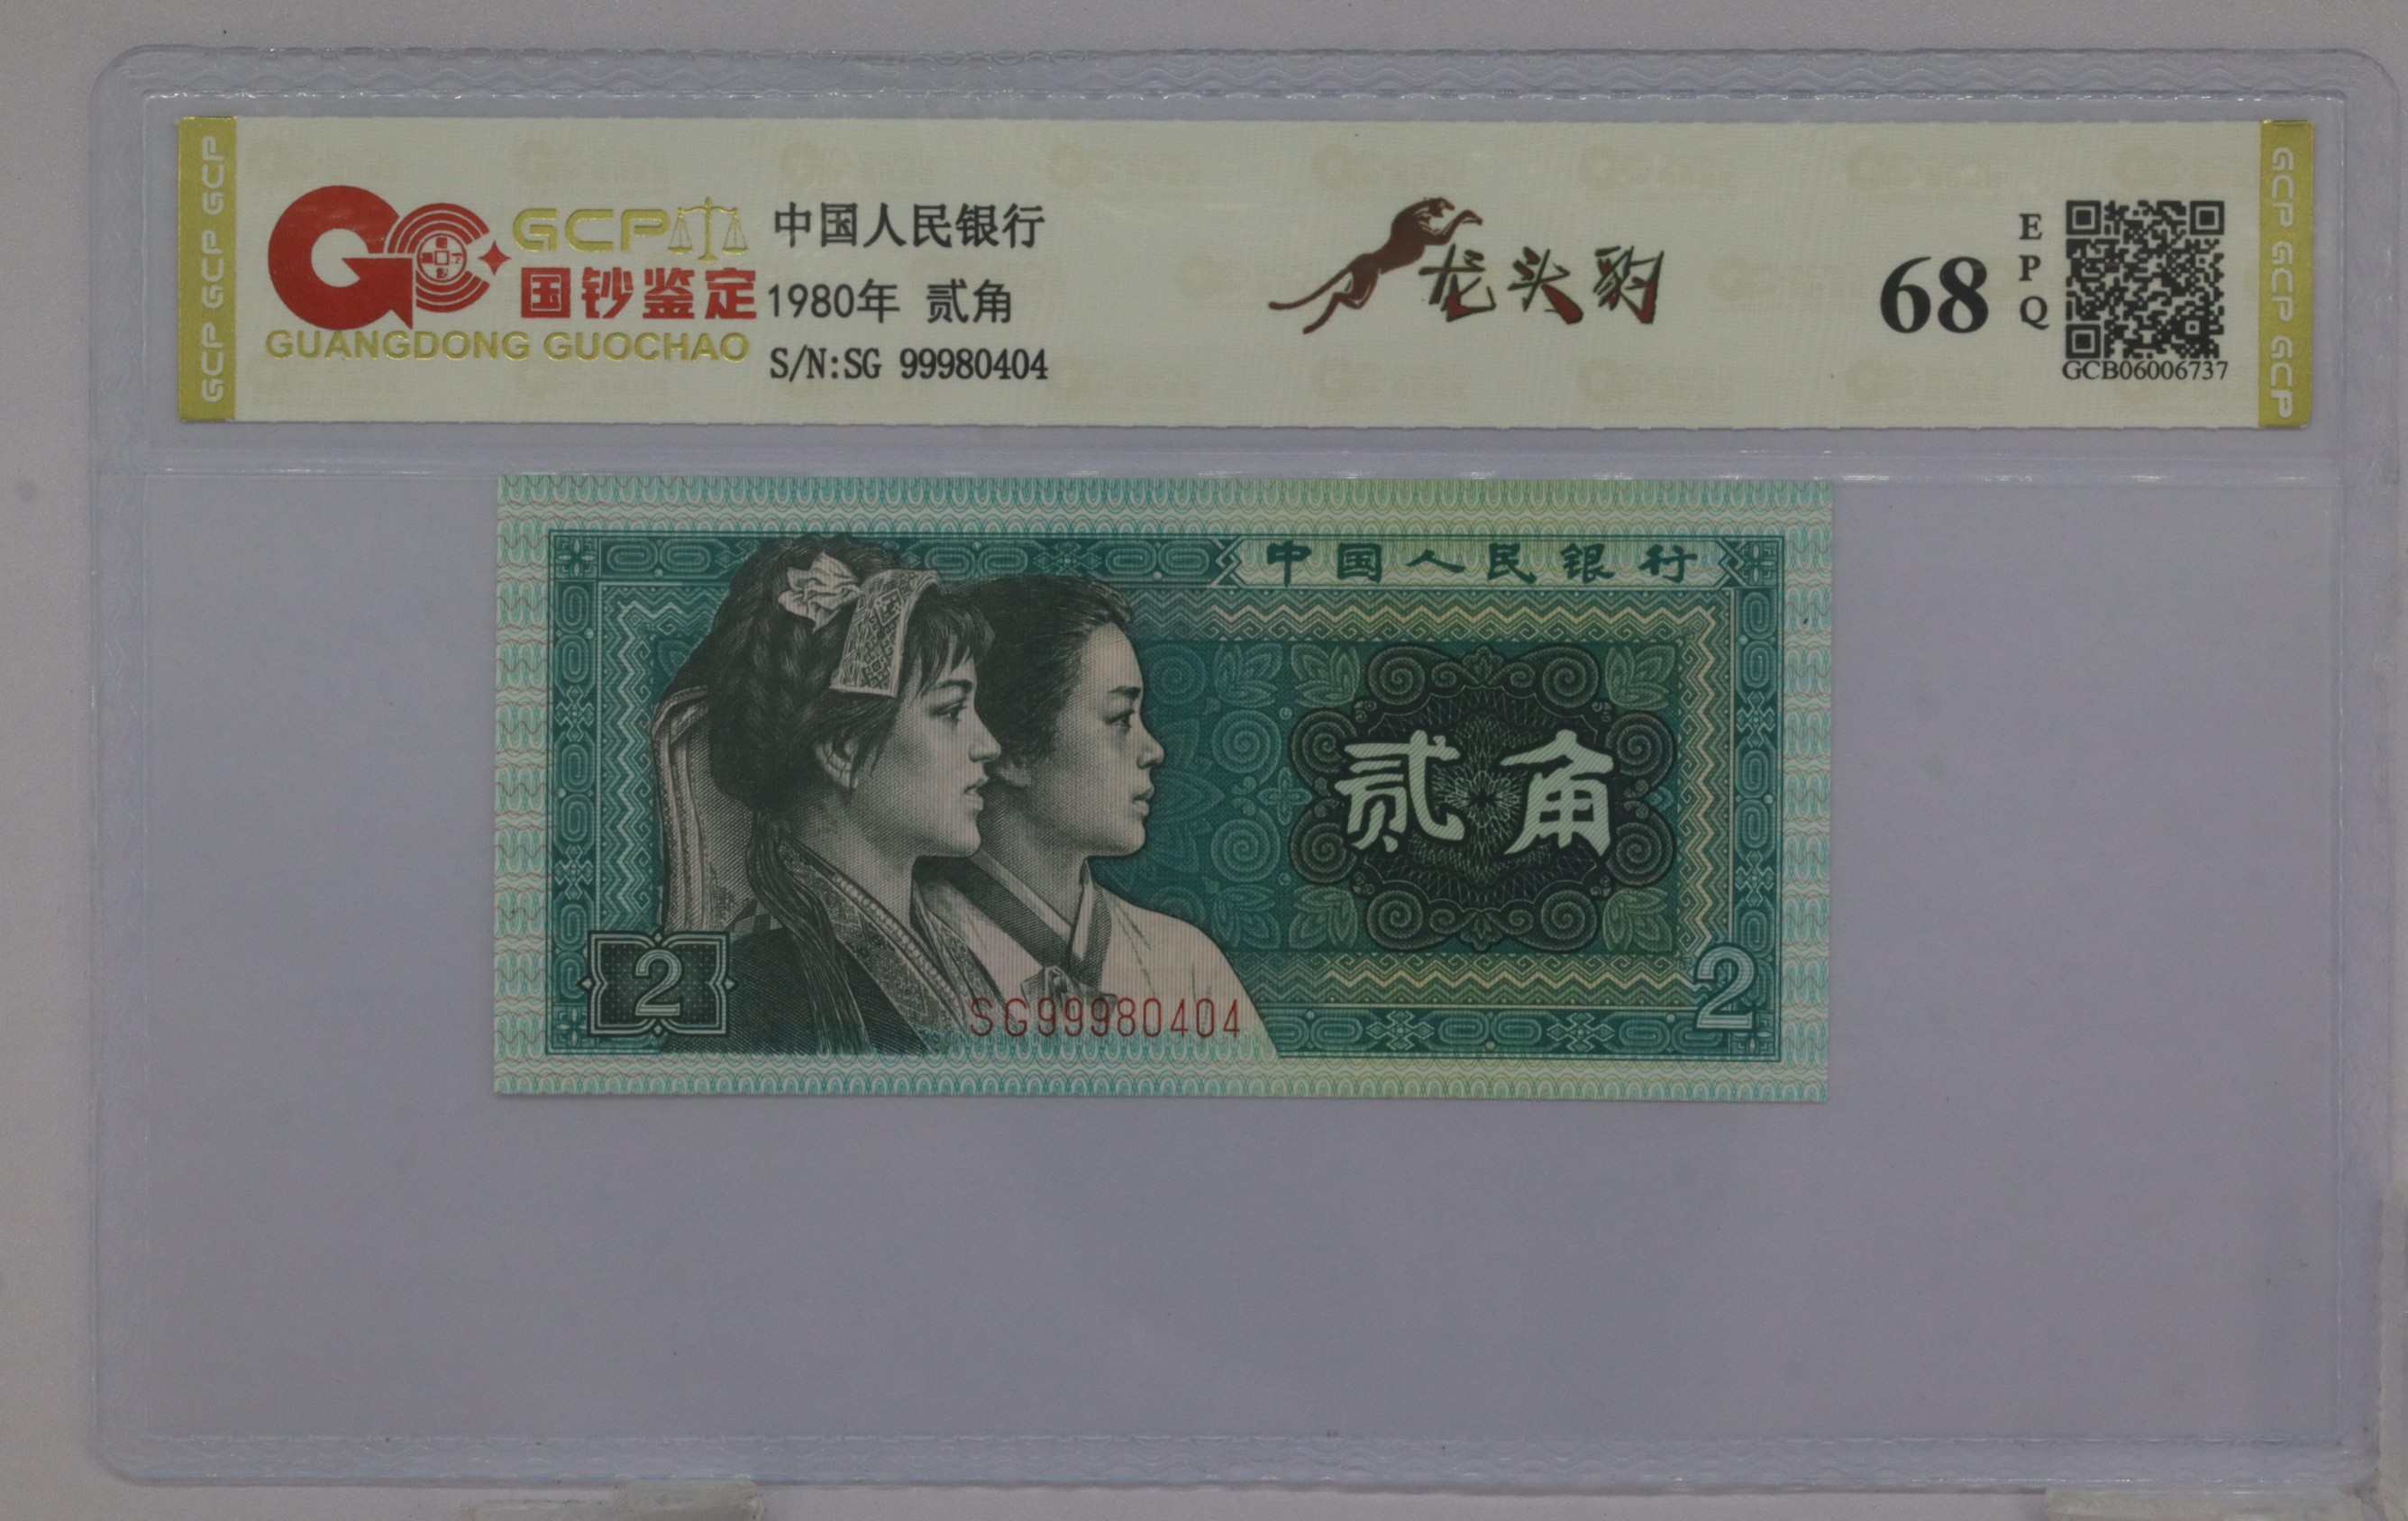 GCP GCP GCP
GCP
国钞鉴定
GUANGDONG GUOCHAO
中国人民银行
1980年 贰角
S/N:SG 99980404
龙头豹
68
E
P
Q
GCB06006737
GCP GCP GCP
中国人民银行
贰角
2
SG99980404
2